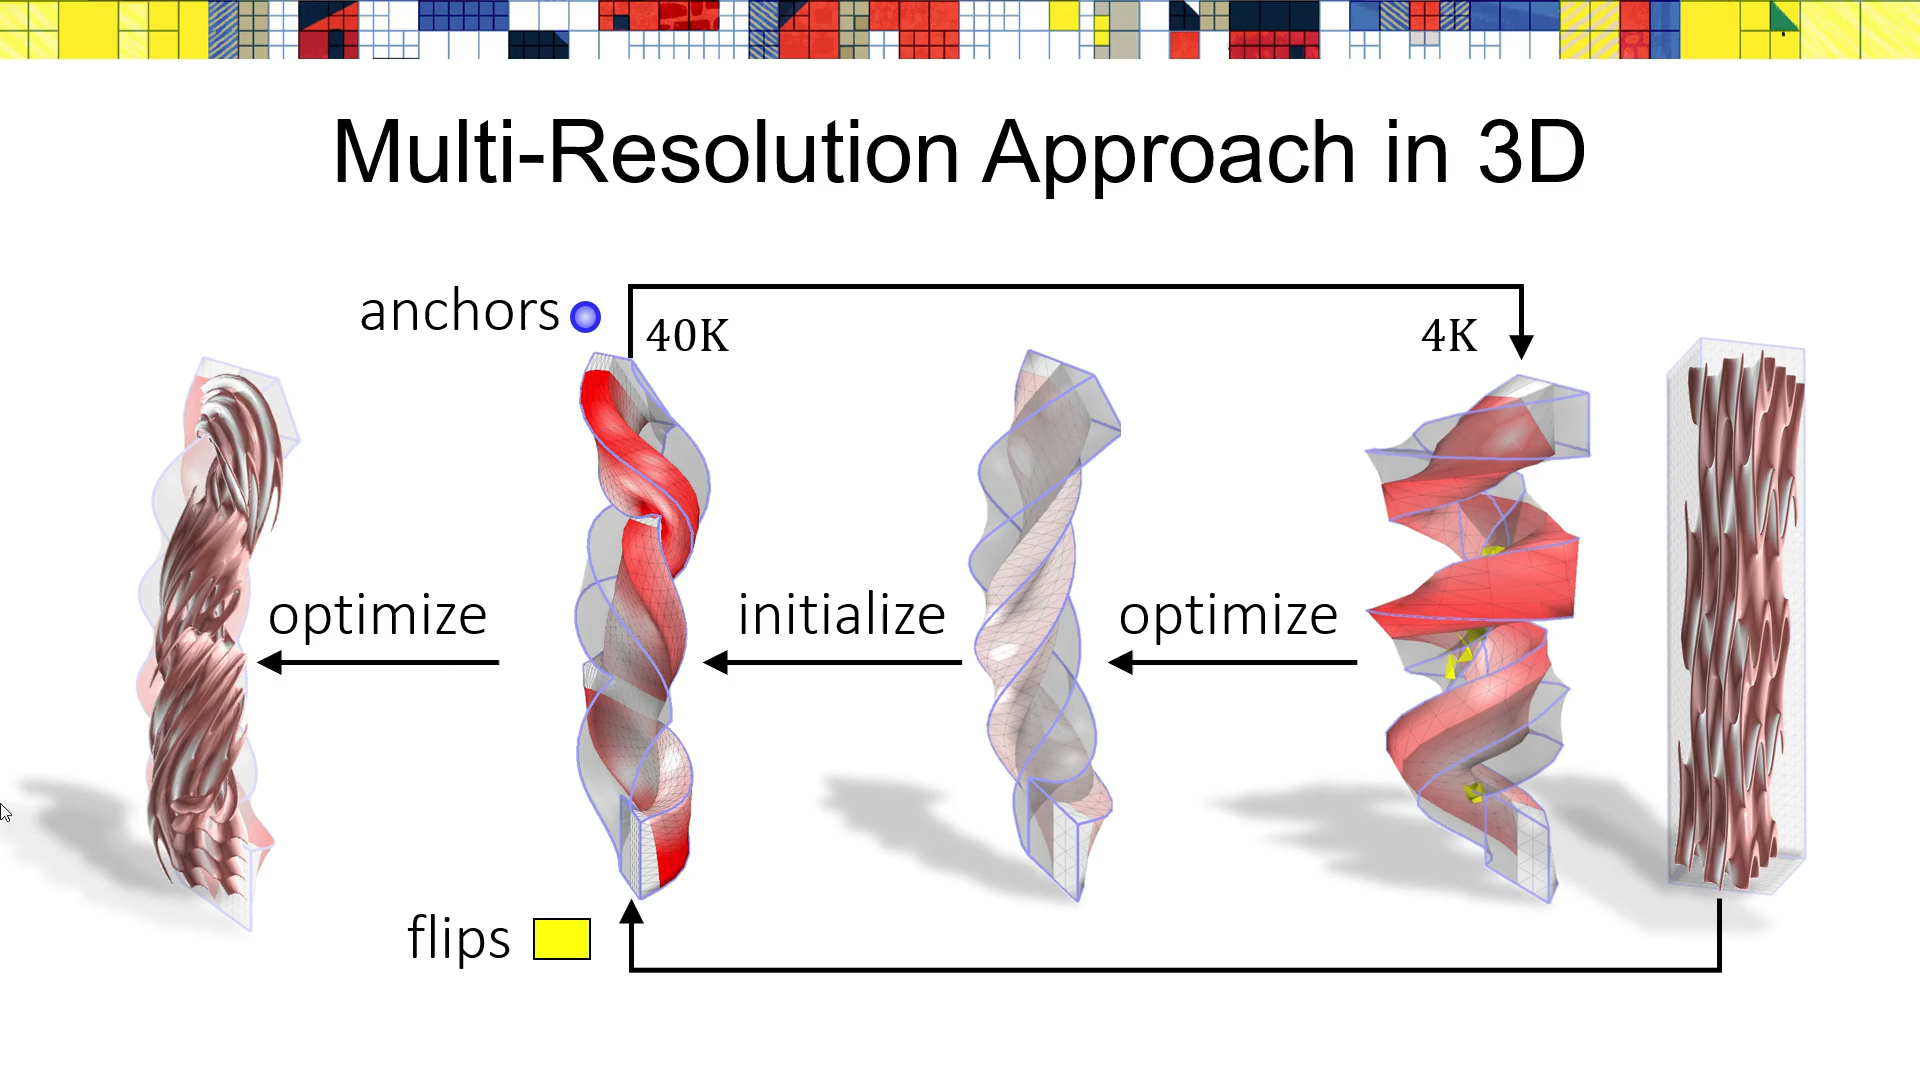 Multi-Resolution Approach in 3D
anchors
40K
4K
optimize
initialize
optimize
flips